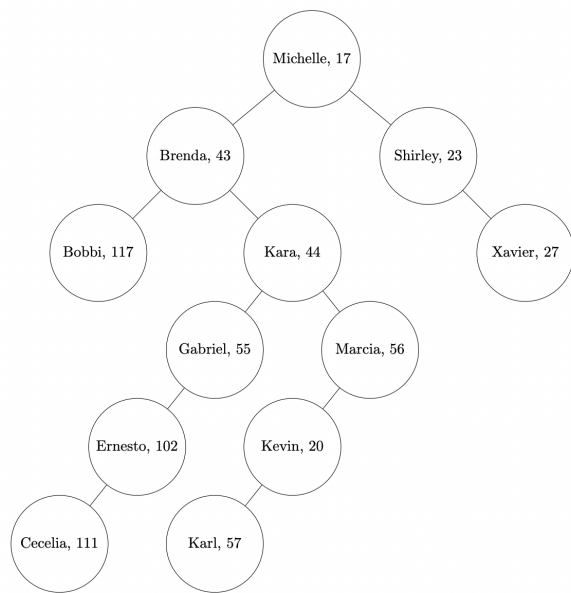 Michelle, 17
Brenda, 43
Shirley, 23
Bobbi, 117
Kara, 44
Xavier, 27
Gabriel, 55
Marcia, 56
Ernesto, 102
Kevin, 20
Cecelia, 111
Karl, 57